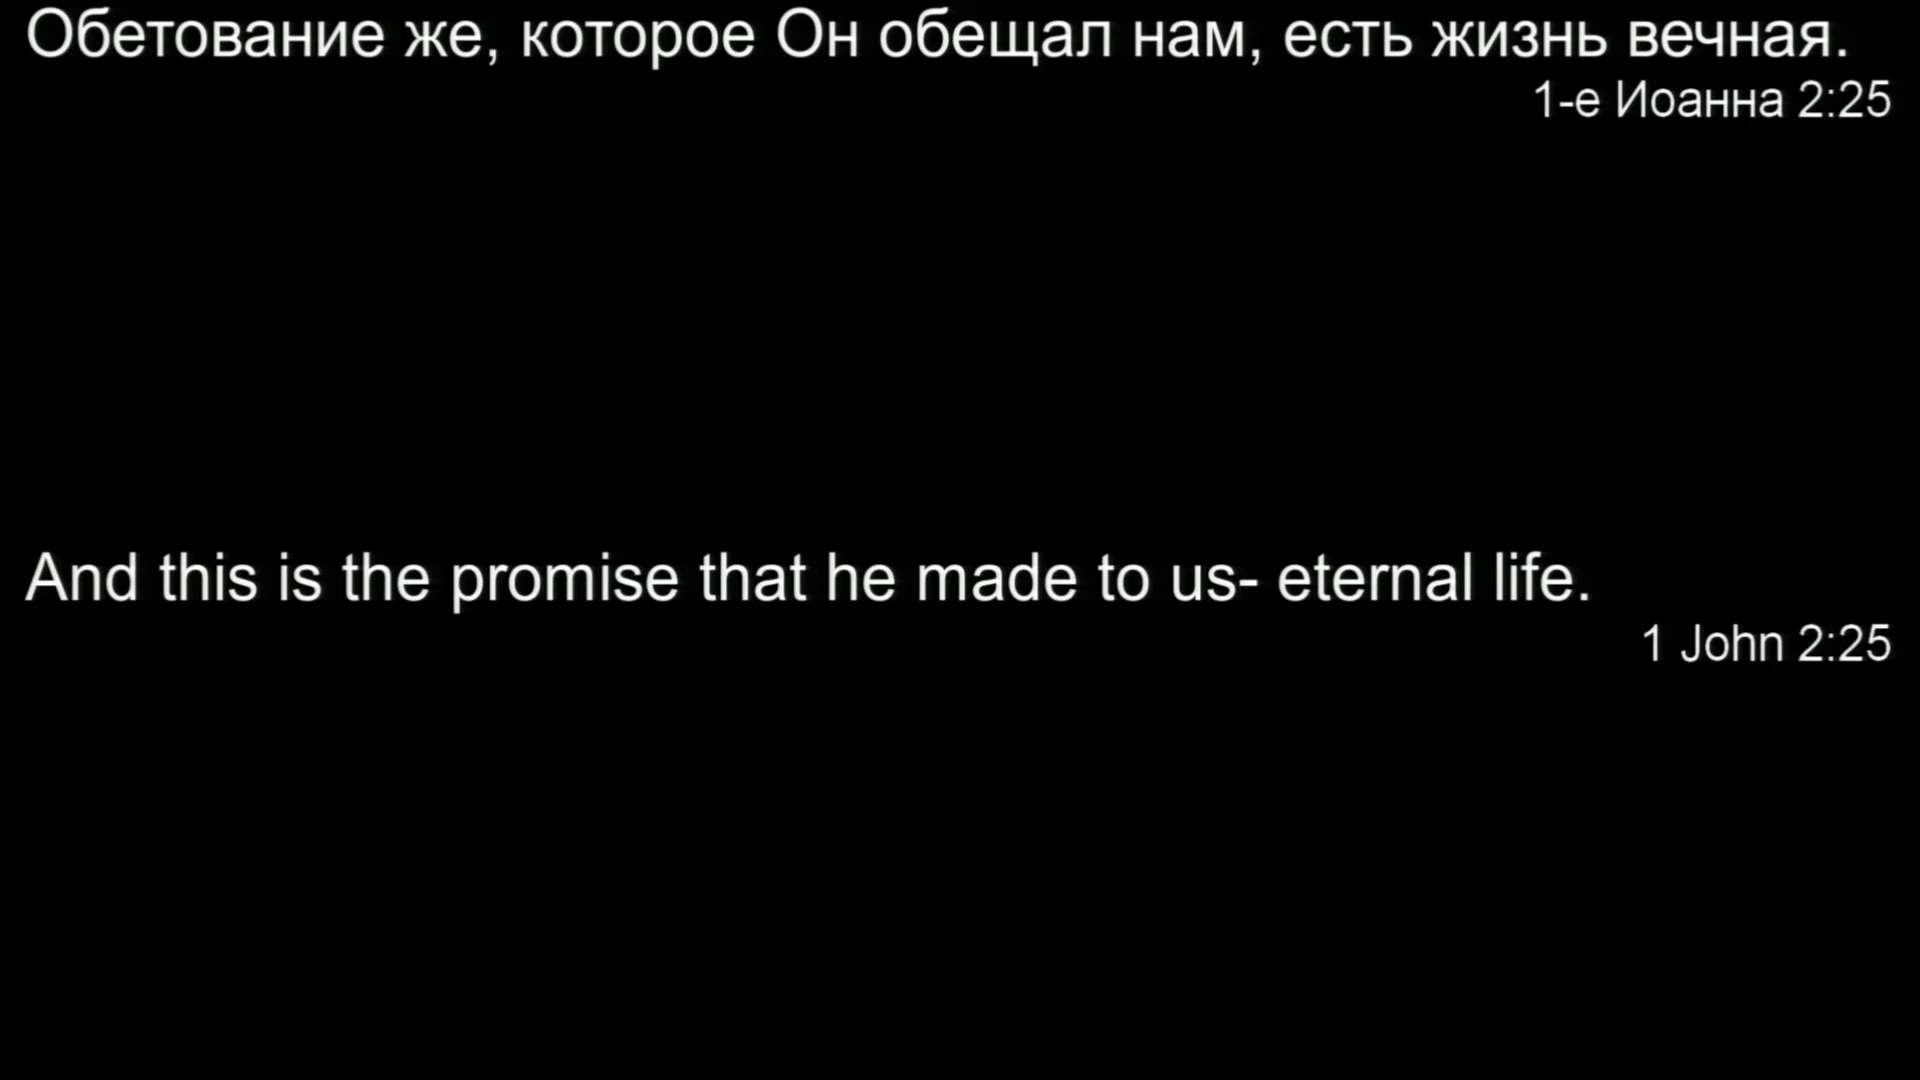 Обетование же, которое Он обещал нам, есть жизнь вечная.
1-е Иоанна 2:25
And this is the promise that he made to us- eternal life.
1 John 2:25